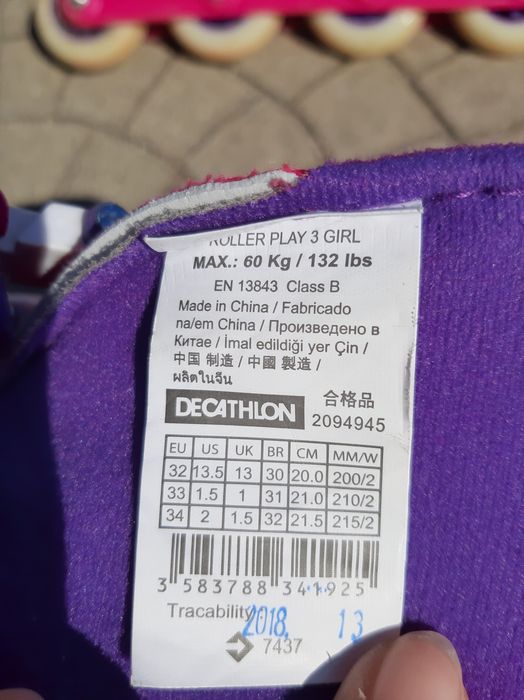 ROLLER PLAY 3 GIRL
MAX.: 60 Kg / 132 lbs
EN 13843 Class B
Made in China / Fabricado
na/em China / Произведено в
Китае / İmal edildiği yer Çin /
中国 制造 / 中國 製造 /
ผลิตในจีน
DECATHLON 合格品
2094945
EU US UK BR CM MM/W
32 13.5 13 30 20.0 200/2
33 1.5 1 31 21.0 210/2
34 2 1.5 32 21.5 215/2
3 583788 341925
Tracability 2018. 13
7437